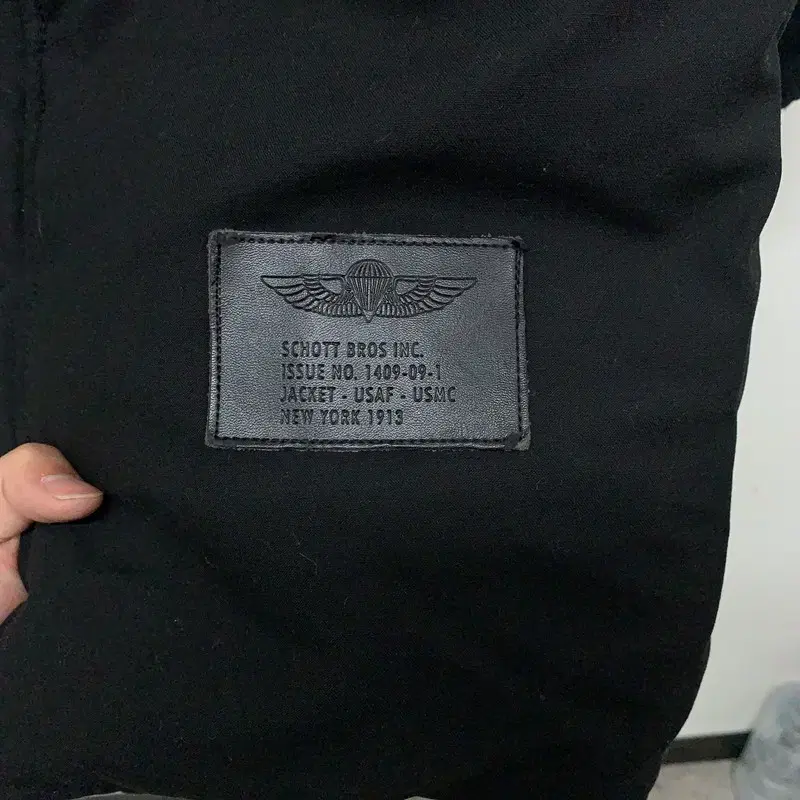 SCHOTT BROS INC.
ISSUE NO. 1409-09-1
JACKET - USAF - USMC
NEW YORK 1913